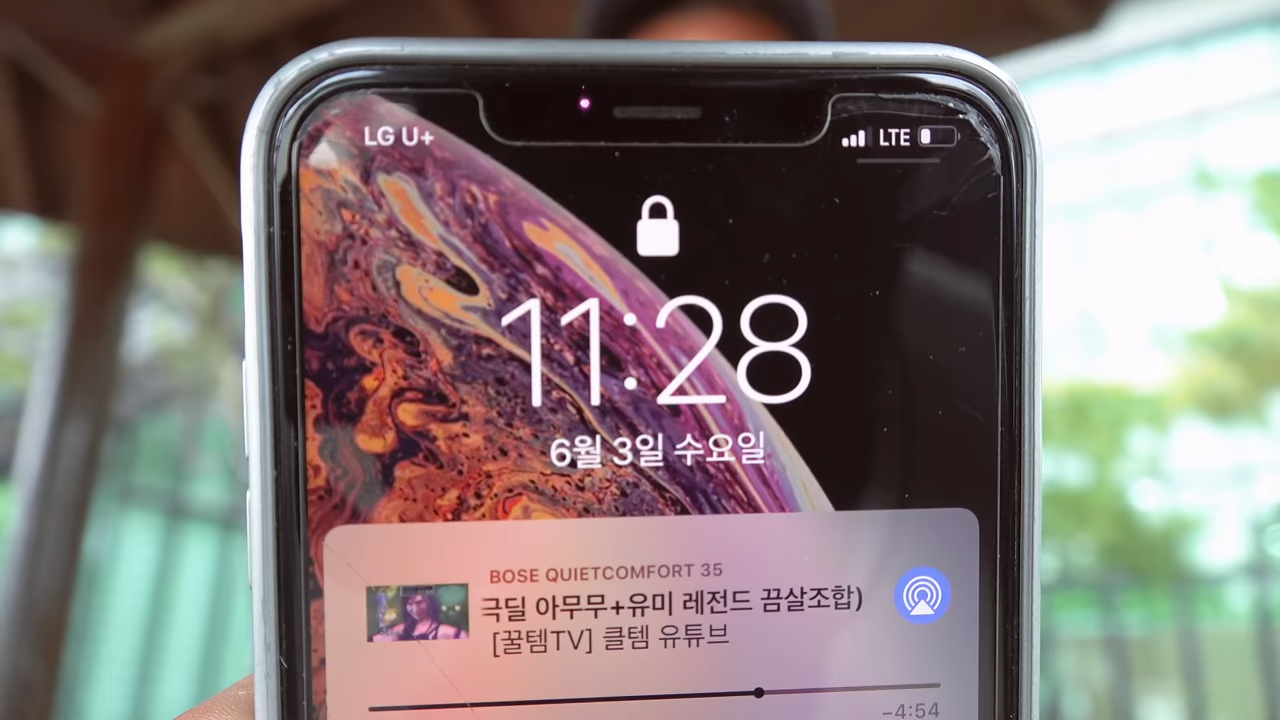 LG U+
LTE
11:28
6월 3일 수요일
BOSE QUIETCOMFORT 35
극딜 아무무+유미 레전드 끔살조합)
[꿀템TV] 클템 유튜브
-4:54